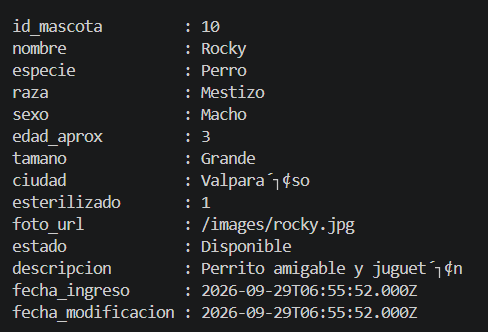 id_mascota : 10
nombre : Rocky
especie : Perro
raza : Mestizo
sexo : Macho
edad_aprox : 3
tamano : Grande
ciudad : Valpara´┐¢so
esterilizado : 1
foto_url : /images/rocky.jpg
estado : Disponible
descripcion : Perrito amigable y juguet´┐¢n
fecha_ingreso : 2026-09-29T06:55:52.000Z
fecha_modificacion : 2026-09-29T06:55:52.000Z